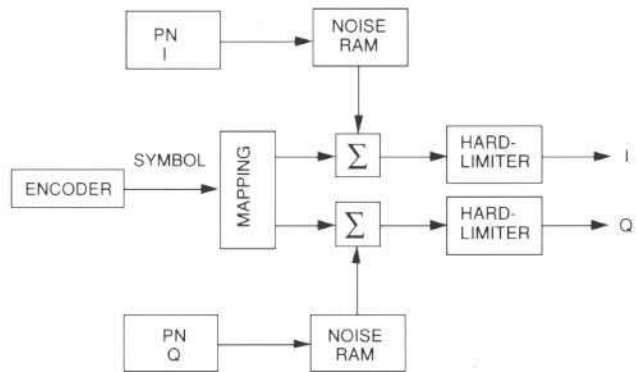 PN
I
NOISE
RAM
ENCODER
SYMBOL
MAPPING
Σ
HARD-
LIMITER
I
Σ
HARD-
LIMITER
Q
PN
Q
NOISE
RAM